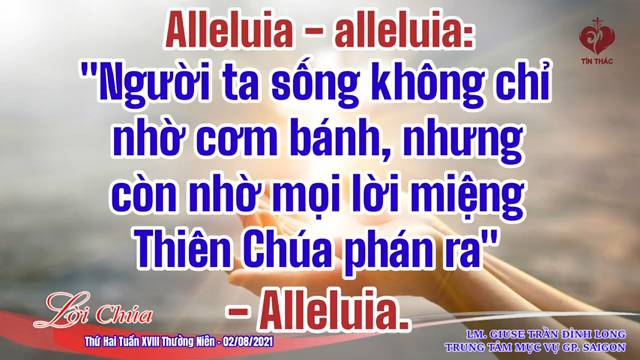 Alleluia - alleluia:
TÍN THÁC
"Người ta sống không chỉ
nhờ cơm bánh, nhưng
còn nhờ mọi lời miệng
Thiên Chúa phán ra"
- Alleluia.
Lời Chúa
Thứ Hai Tuần XVIII Thường Niên - 02/08/2021
LM. GIUSE TRẦN ĐÌNH LONG
TRUNG TÂM MỤC VỤ GP. SAIGON